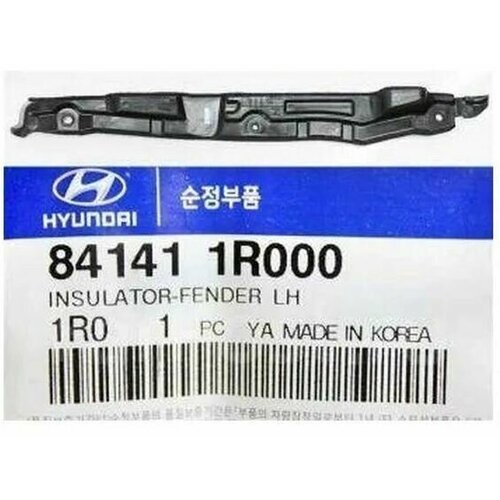 HYUNDAI
순정부품
84141 1R000
INSULATOR-FENDER LH
1R0 1 PC YA MADE IN KOREA